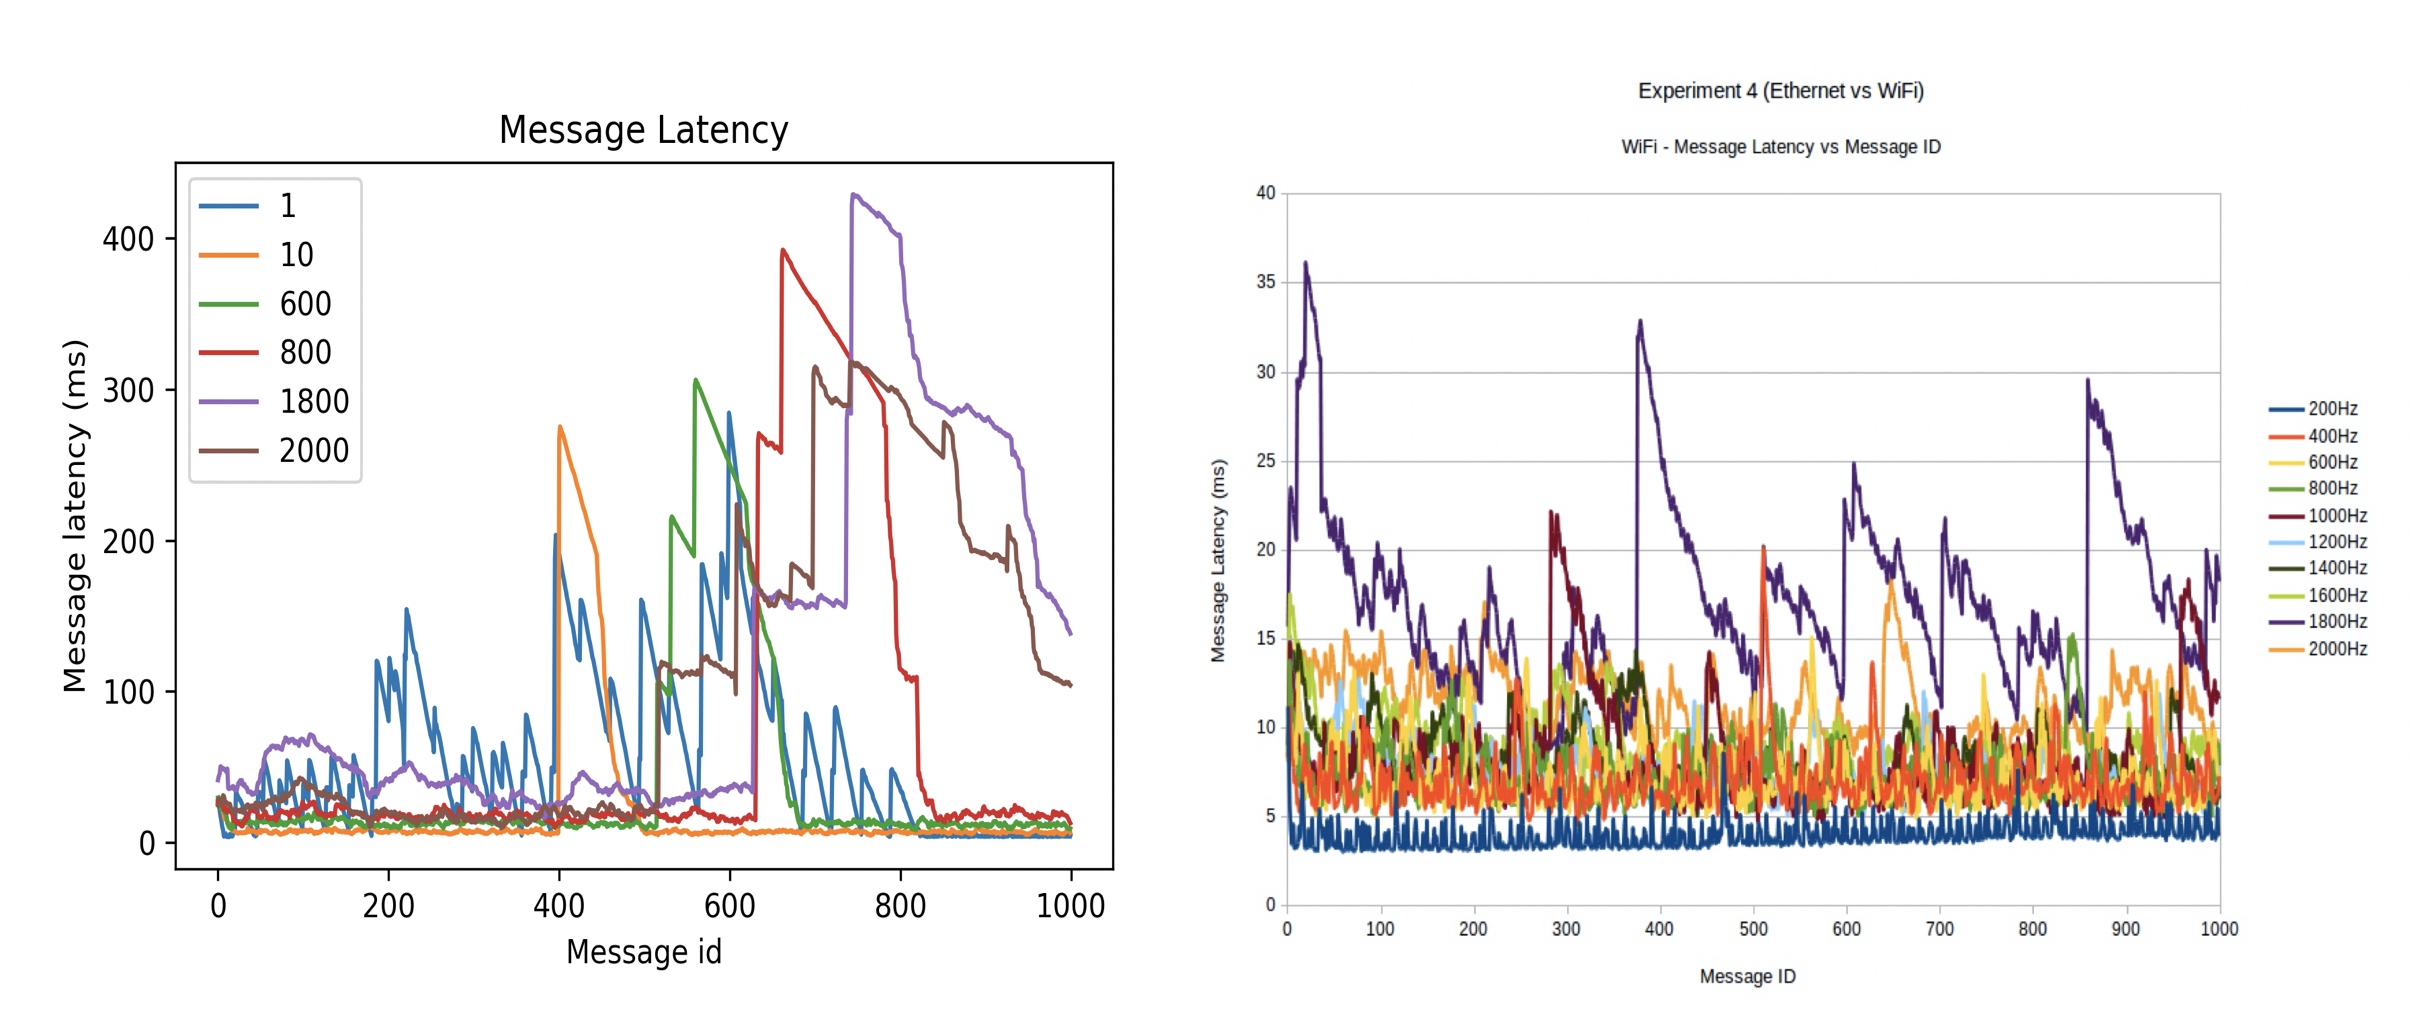 Message Latency
1
10
600
800
1800
2000
Message latency (ms)
400
300
200
100
0
0 200 400 600 800 1000
Message id
Experiment 4 (Ethernet vs WiFi)
WiFi - Message Latency vs Message ID
Message Latency (ms)
40
35
30
25
20
15
10
5
0
0 100 200 300 400 500 600 700 800 900 1000
Message ID
200Hz
400Hz
600Hz
800Hz
1000Hz
1200Hz
1400Hz
1600Hz
1800Hz
2000Hz